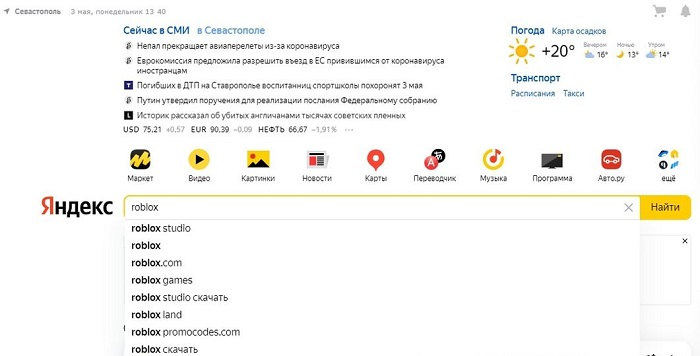 Севастополь 3 мая, понедельник 13 40
Сейчас в СМИ в Севастополе
Непал прекращает авиаперелеты из-за коронавируса
Еврокомиссия предложила разрешить въезд в ЕС привившимся от коронавируса
иностранцам
Погибших в ДТП на Ставрополье воспитанниц спортшколы похоронят 3 мая
Путин утвердил поручения для реализации послания Федеральному собранию
Историк рассказал об убитых англичанами тысячах советских пленных
USD 75,21 +0,57 EUR 90,39 −0,09 НЕФТЬ 66,67 −1,91% ···
Погода Карта осадков
+20°
Вечером
16°
Ночью
13°
Утром
14°
Транспорт
Расписания Такси
Маркет Видео Картинки Новости Карты Переводчик Музыка Программа Авто.ру ещё
Яндекс roblox Найти
roblox studio
roblox
roblox.com
roblox games
roblox studio скачать
roblox land
roblox promocodes.com
roblox скачать